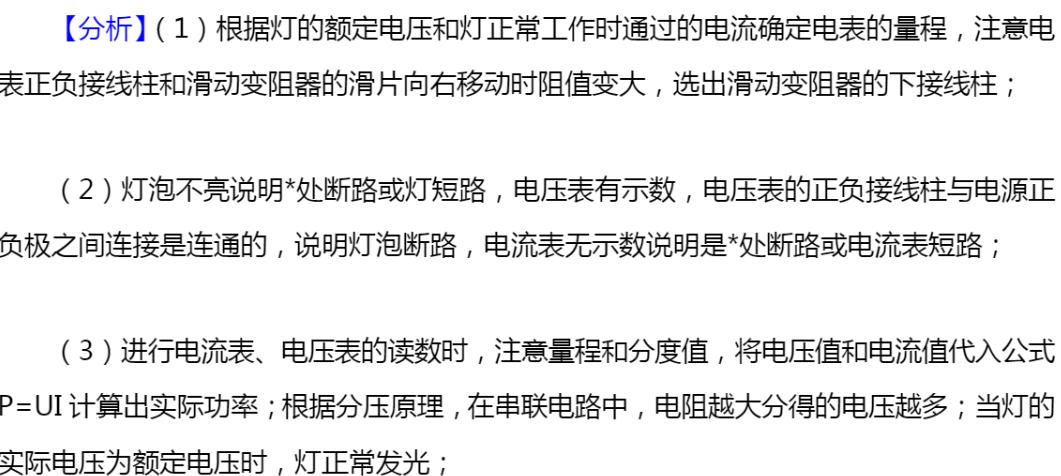 【分析】（1）根据灯的额定电压和灯正常工作时通过的电流确定电表的量程，注意电
表正负接线柱和滑动变阻器的滑片向右移动时阻值变大，选出滑动变阻器的下接线柱；
（2）灯泡不亮说明*处断路或灯短路，电压表有示数，电压表的正负接线柱与电源正
负极之间连接是连通的，说明灯泡断路，电流表无示数说明是*处断路或电流表短路；
（3）进行电流表、电压表的读数时，注意量程和分度值，将电压值和电流值代入公式
P=UI 计算出实际功率；根据分压原理，在串联电路中，电阻越大分得的电压越多；当灯的
实际电压为额定电压时，灯正常发光；